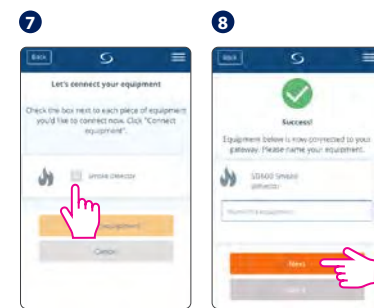 7
Back
Let's connect your equipment
Check the box next to each piece of equipment
you'd like to connect now. Click "Connect
equipment".
Smoke Detector
equipment
Cancel
8
Back
Success!
Equipment below is now connected to your
gateway. Please name your equipment.
SD600 Smoke
Detector
equipment
Next